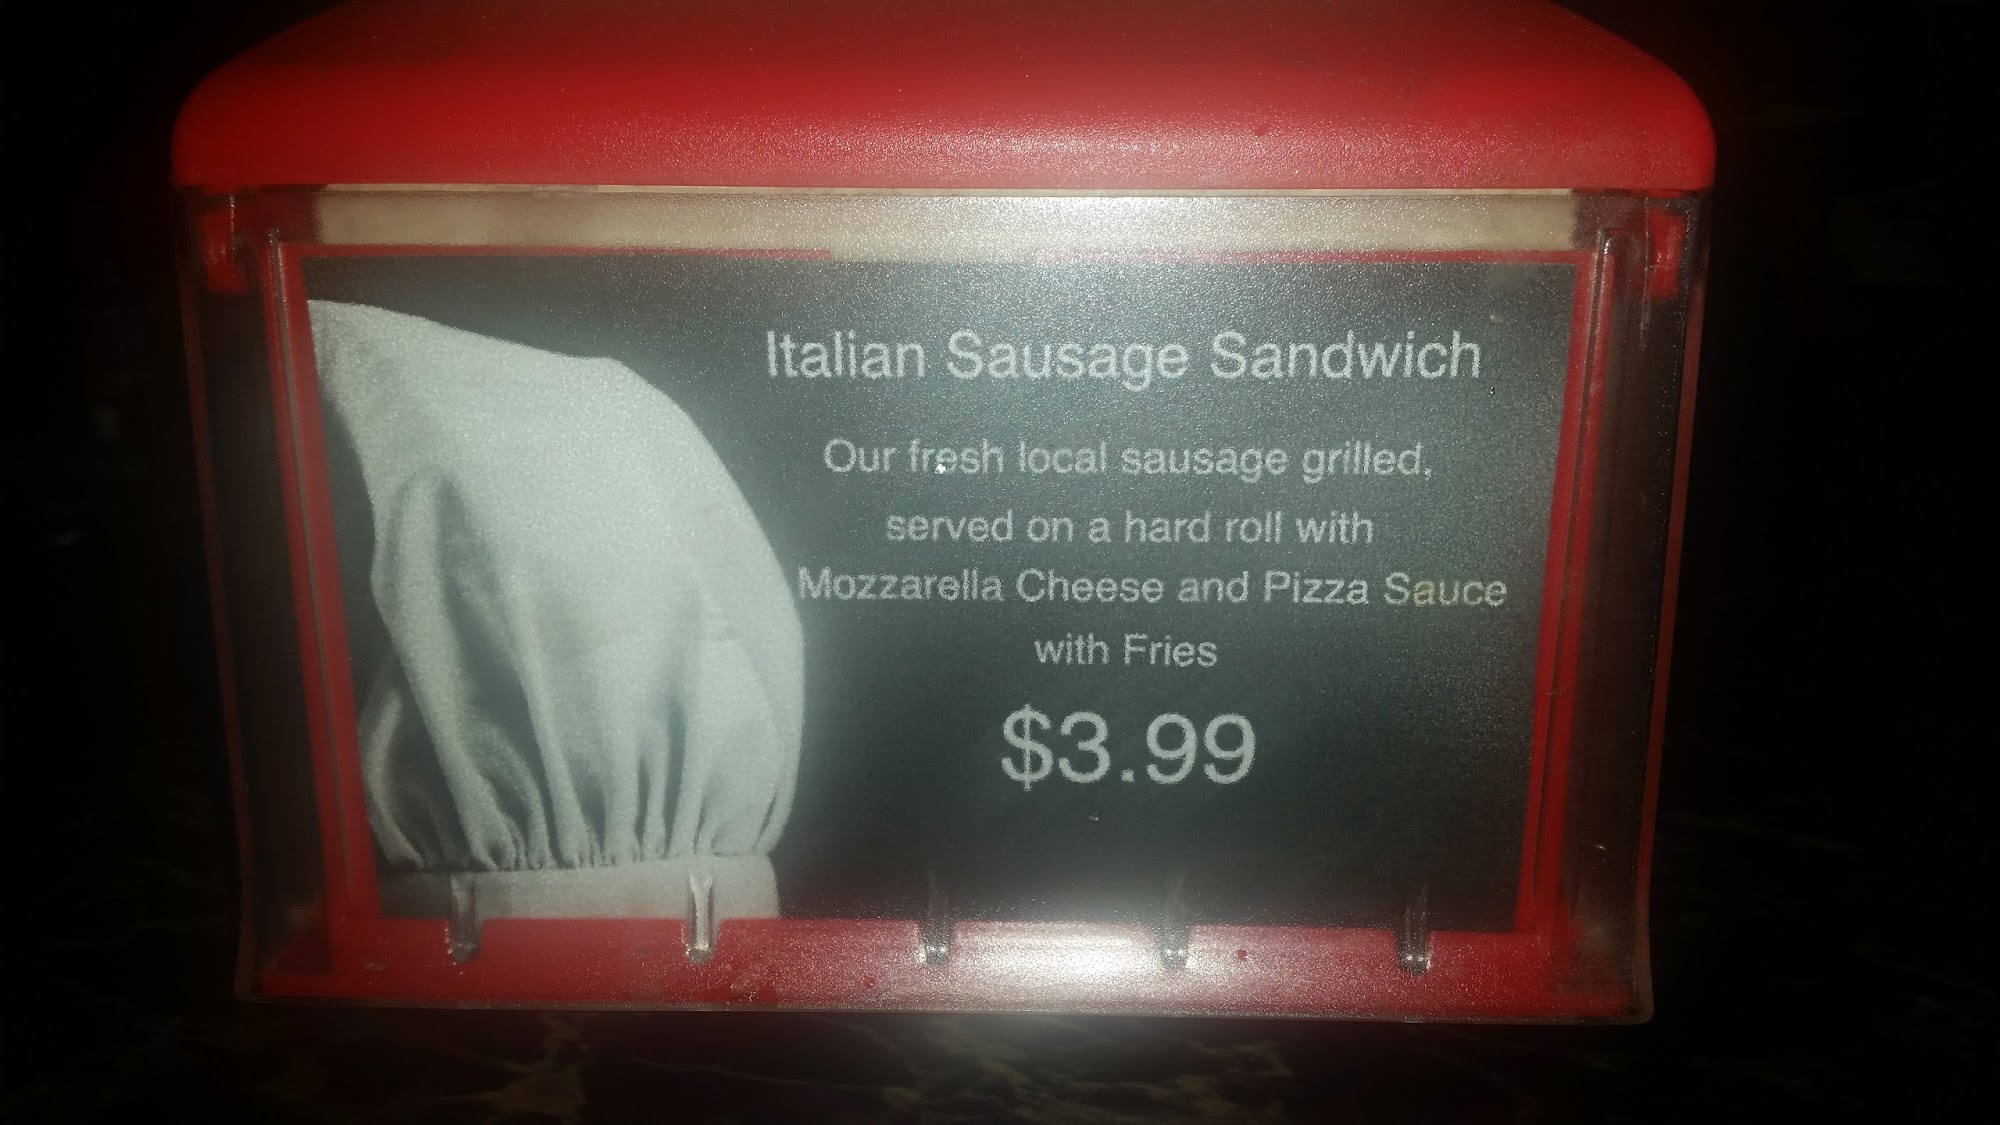 Italian Sausage Sandwich
Our fresh local sausage grilled,
served on a hard roll with
Mozzarella Cheese and Pizza Sauce
with Fries
$3.99